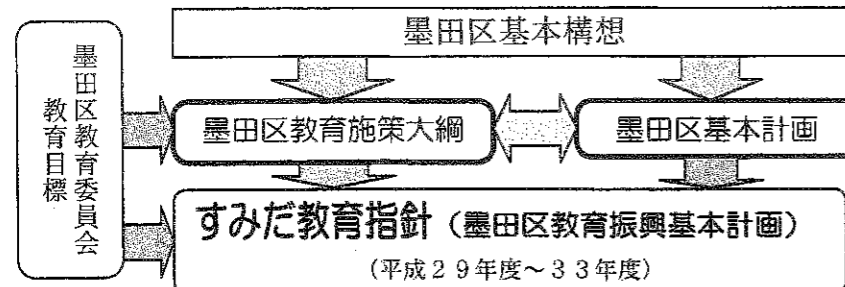 墨田区基本構想
墨田区教育委員会
教育目標
墨田区教育施策大綱
墨田区基本計画
すみだ教育指針（墨田区教育振興基本計画）
（平成２９年度～３３年度）